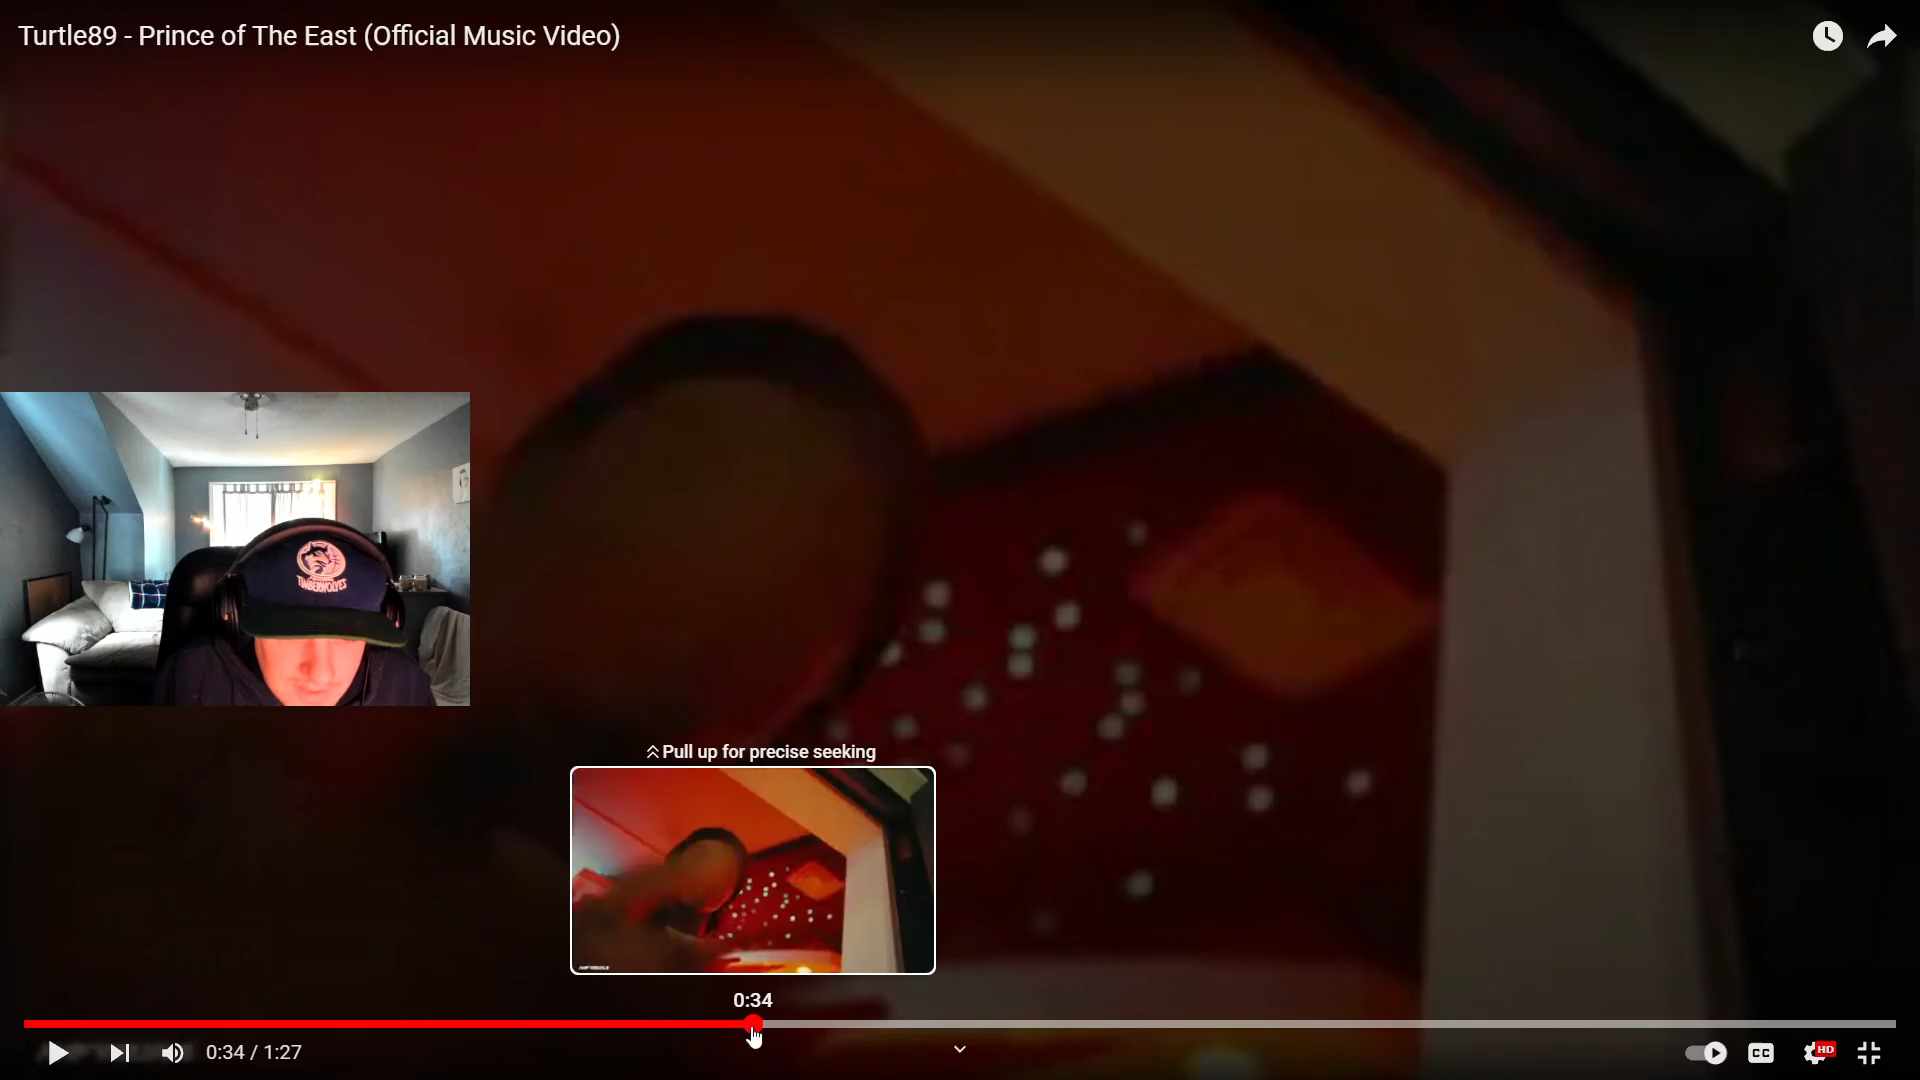 Turtle89 - Prince of The East (Official Music Video)
TIMBERWOLVES
Pull up for precise seeking
0:34
0:34 / 1:27
CC
HD